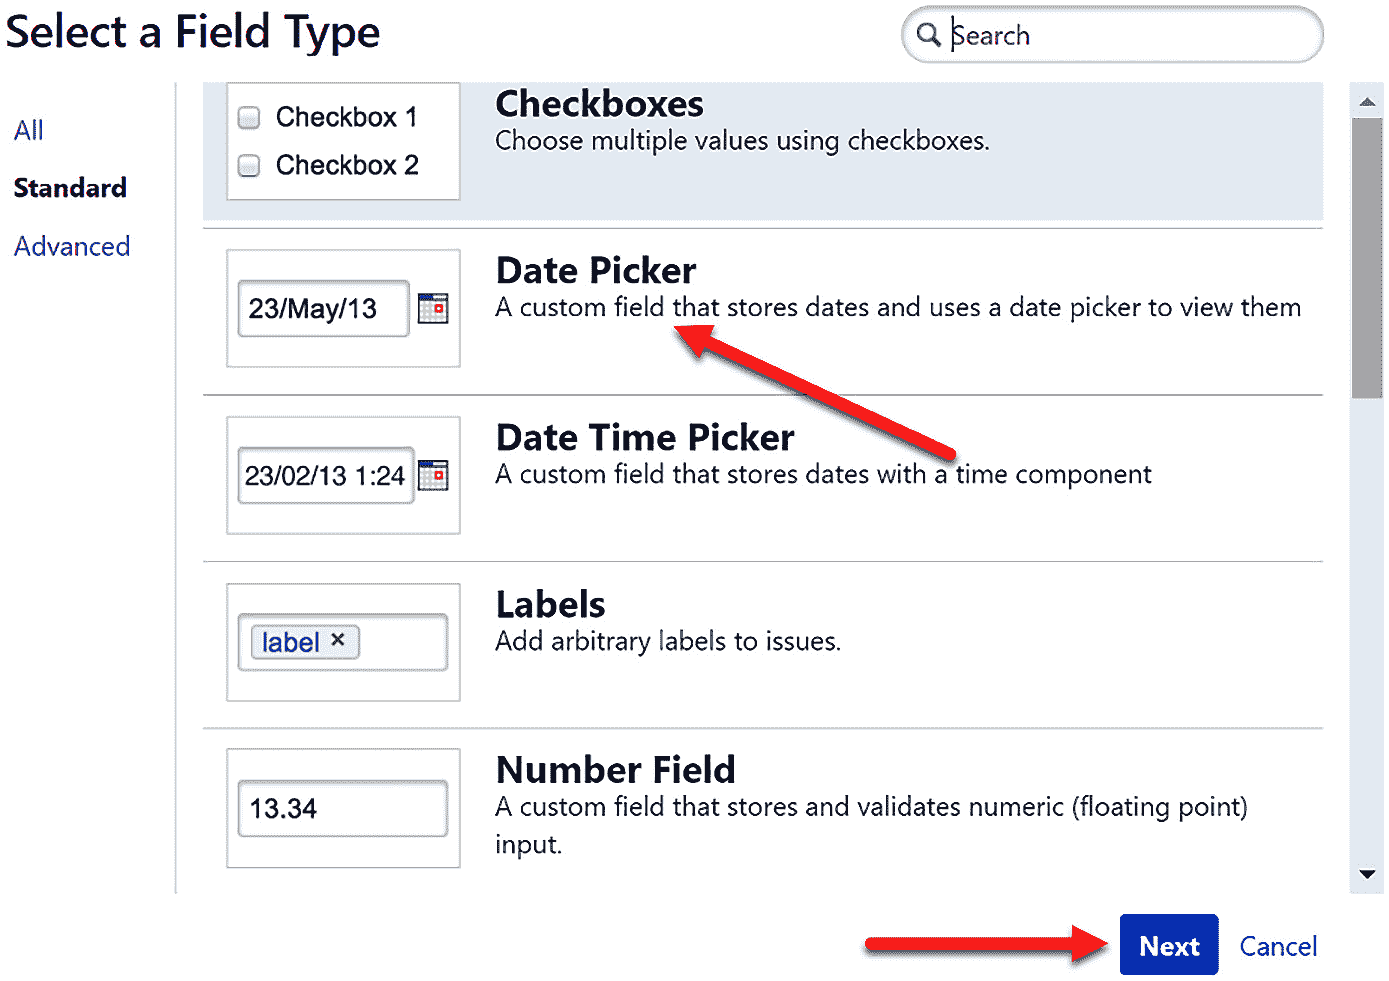 Select a Field Type
Search
All
Standard
Advanced
Checkbox 1
Checkbox 2
Checkboxes
Choose multiple values using checkboxes.
23/May/13
Date Picker
A custom field that stores dates and uses a date picker to view them
23/02/13 1:24
Date Time Picker
A custom field that stores dates with a time component
label ×
Labels
Add arbitrary labels to issues.
13.34
Number Field
A custom field that stores and validates numeric (floating point)
input.
Next
Cancel